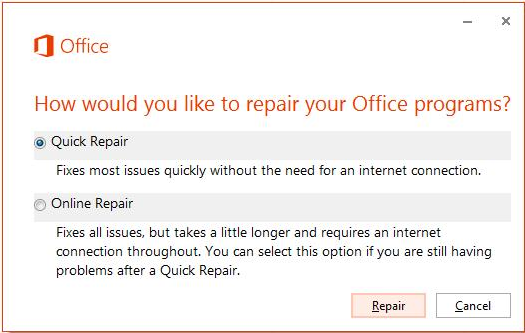 Office
How would you like to repair your Office programs?
Quick Repair
Fixes most issues quickly without the need for an internet connection.
Online Repair
Fixes all issues, but takes a little longer and requires an internet
connection throughout. You can select this option if you are still having
problems after a Quick Repair.
Repair Cancel